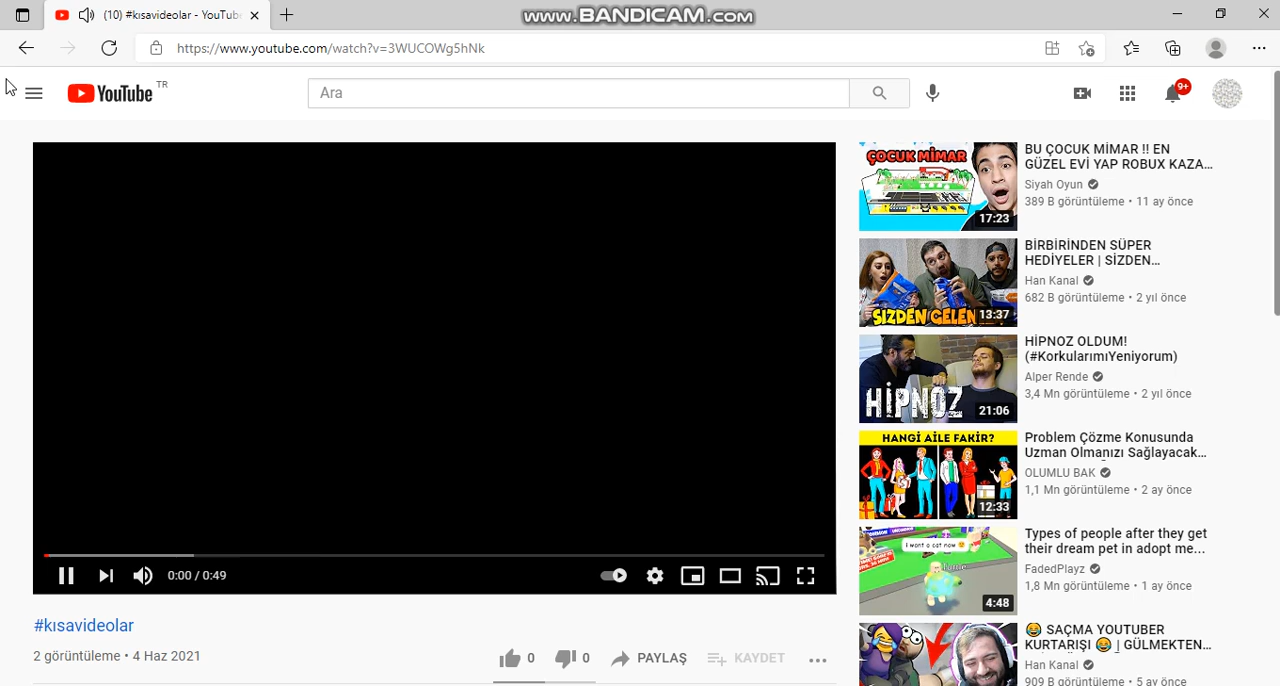 www.BANDICAM.com
(10) #kısavideolar - YouTube
https://www.youtube.com/watch?v=3WUCOWg5hNk
YouTube TR
Ara
9+
ÇOCUK MİMAR
17:23
BU ÇOCUK MİMAR !! EN
GÜZEL EVİ YAP ROBUX KAZA...
Siyah Oyun
389 B görüntüleme • 11 ay önce
SİZDEN GELEN
13:37
BİRBİRİNDEN SÜPER
HEDİYELER | SİZDEN...
Han Kanal
682 B görüntüleme • 2 yıl önce
HİPNOZ
21:06
HİPNOZ OLDUM!
(#KorkularımıYeniyorum)
Alper Rende
3,4 Mn görüntüleme • 2 yıl önce
HANGİ AİLE FAKİR?
12:33
Problem Çözme Konusunda
Uzman Olmanızı Sağlayacak...
OLUMLU BAK
1,1 Mn görüntüleme • 2 ay önce
I want a cat now
4:48
Types of people after they get
their dream pet in adopt me...
FadedPlayz
1,8 Mn görüntüleme • 1 ay önce
😂 SAÇMA YOUTUBER
KURTARIŞI 😂 | GÜLMEKTEN...
Han Kanal
909 B görüntüleme • 5 ay önce
0:00 / 0:49
#kısavideolar
2 görüntüleme • 4 Haz 2021
0 0 PAYLAŞ KAYDET